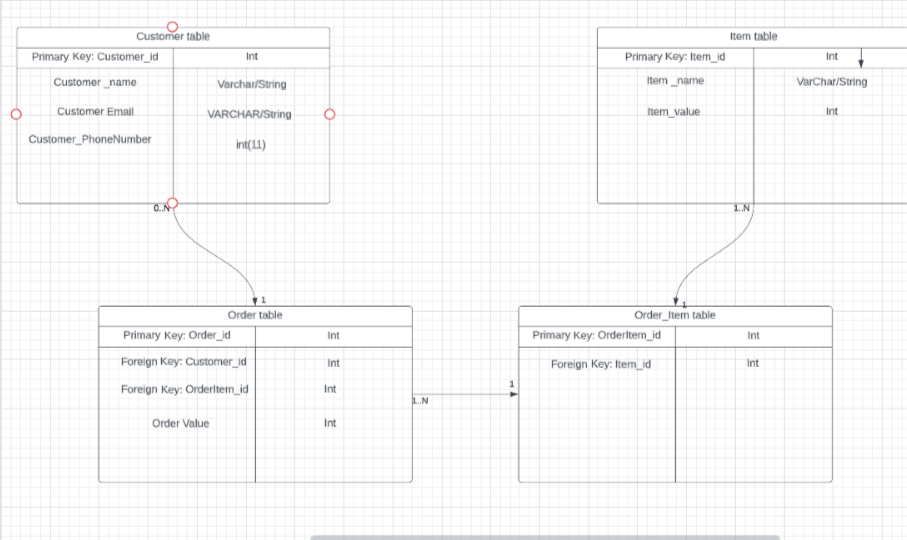 Customer table
Primary Key: Customer_id Int
Customer _name Varchar/String
Customer Email VARCHAR/String
Customer_PhoneNumber int(11)
0..N
1
Item table
Primary Key: Item_id Int
Item _name VarChar/String
Item_value Int
1..N
1
Order table
Primary Key: Order_id Int
Foreign Key: Customer_id Int
Foreign Key: OrderItem_id Int
Order Value Int
1..N
1
Order_Item table
Primary Key: OrderItem_id Int
Foreign Key: Item_id Int